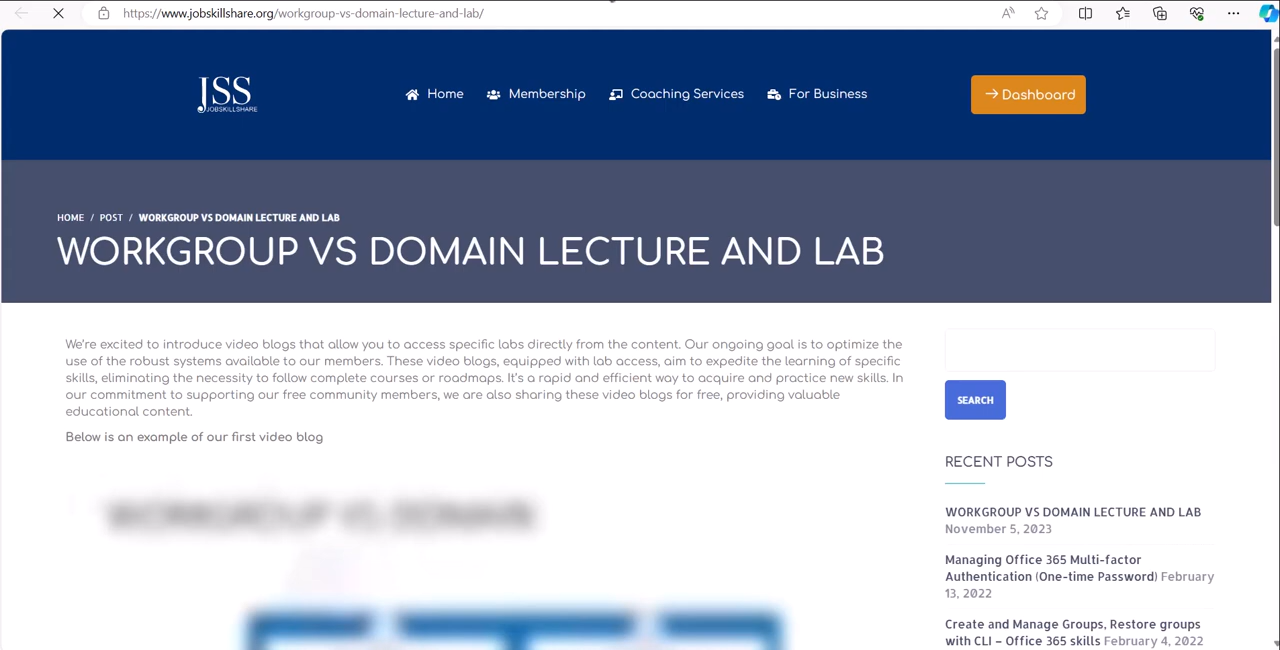 https://www.jobskillshare.org/workgroup-vs-domain-lecture-and-lab/
JSS
JOBSKILLSHARE
Home
Membership
Coaching Services
For Business
Dashboard
HOME / POST / WORKGROUP VS DOMAIN LECTURE AND LAB
WORKGROUP VS DOMAIN LECTURE AND LAB
We're excited to introduce video blogs that allow you to access specific labs directly from the content. Our ongoing goal is to optimize the
use of the robust systems available to our members. These video blogs, equipped with lab access, aim to expedite the learning of specific
skills, eliminating the necessity to follow complete courses or roadmaps. It's a rapid and efficient way to acquire and practice new skills. In
our commitment to supporting our free community members, we are also sharing these video blogs for free, providing valuable
educational content.
Below is an example of our first video blog
WORKGROUP VS DOMAIN
SEARCH
RECENT POSTS
WORKGROUP VS DOMAIN LECTURE AND LAB
November 5, 2023
Managing Office 365 Multi-factor
Authentication (One-time Password) February
13, 2022
Create and Manage Groups, Restore groups
with CLI – Office 365 skills February 4, 2022